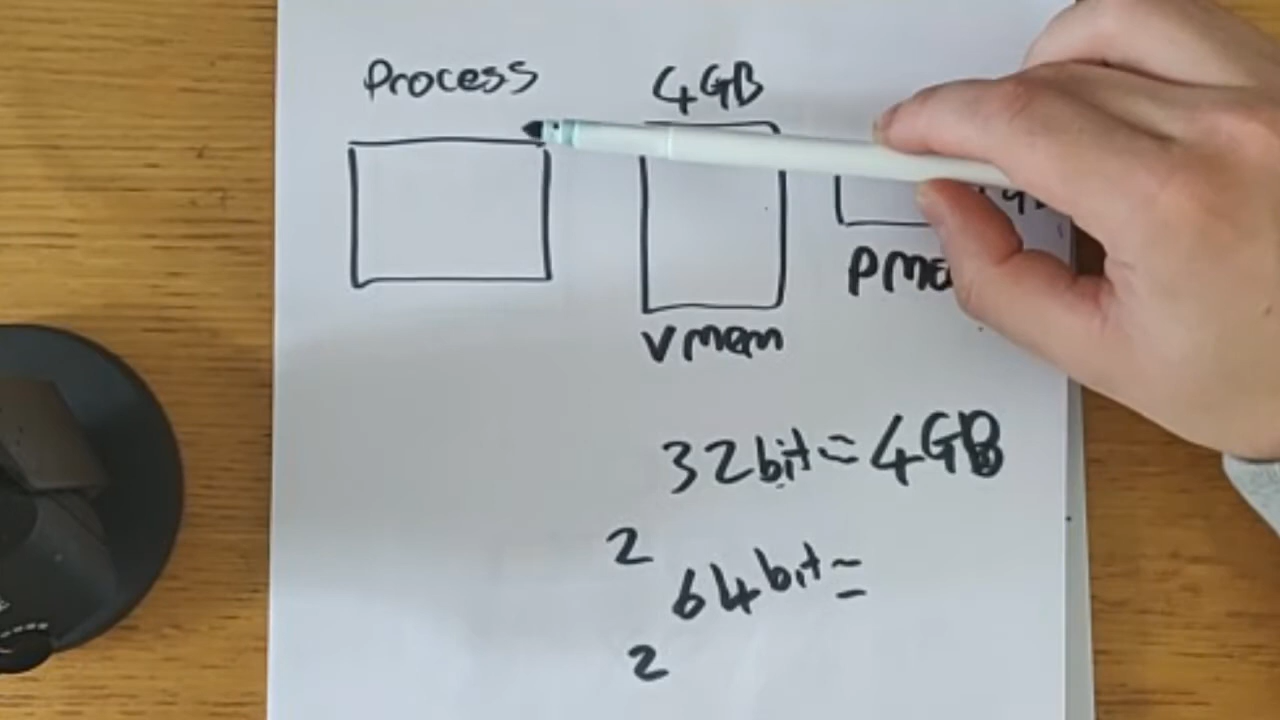 Process
4GB
vmem
32bit = 4GB
2
64bit =
2